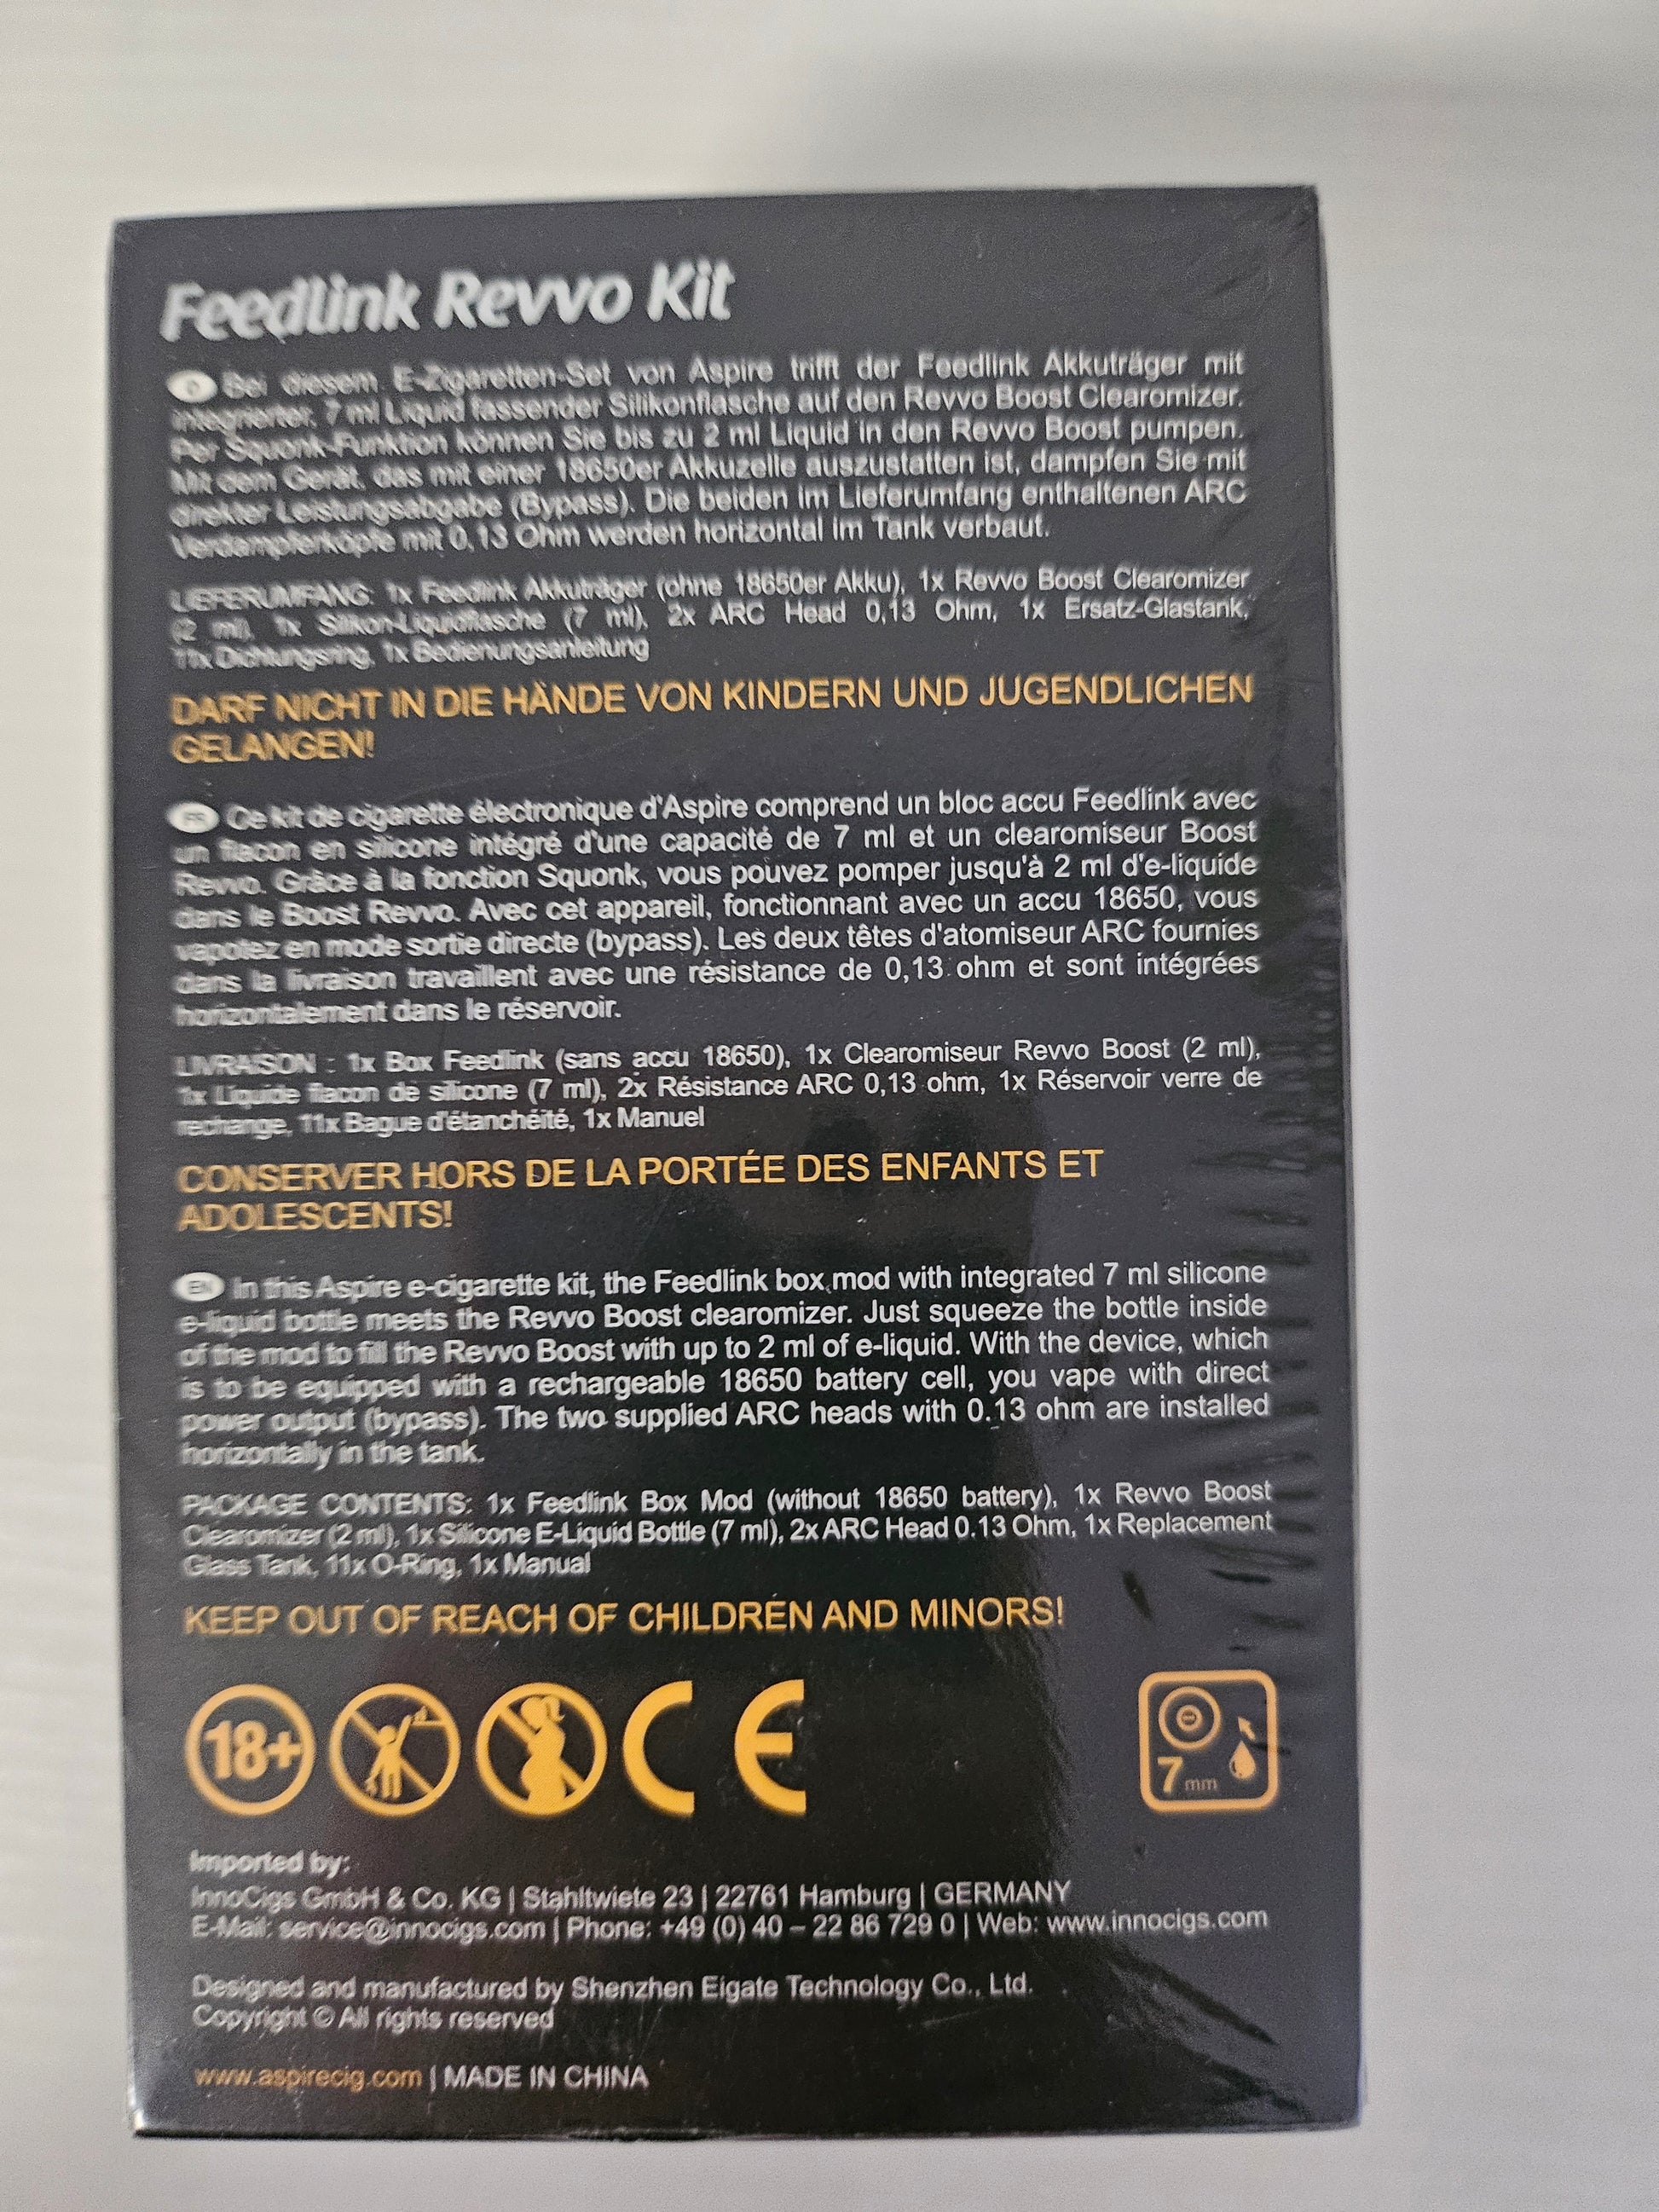 Feedlink Revvo Kit
D Bei diesem E-Zigaretten-Set von Aspire trifft der Feedlink Akkuträger mit
integrierter, 7 ml Liquid fassender Silikonflasche auf den Revvo Boost Clearomizer.
Per Squonk-Funktion können Sie bis zu 2 ml Liquid in den Revvo Boost pumpen.
Mit dem Gerät, das mit einer 18650er Akkuzelle auszustatten ist, dampfen Sie mit
direkter Leistungsabgabe (Bypass). Die beiden im Lieferumfang enthaltenen ARC
Verdampferköpfe mit 0,13 Ohm werden horizontal im Tank verbaut.
LIEFERUMFANG: 1x Feedlink Akkuträger (ohne 18650er Akku), 1x Revvo Boost Clearomizer
(2 ml), 1x Silikon-Liquidflasche (7 ml), 2x ARC Head 0,13 Ohm, 1x Ersatz-Glastank,
11x Dichtungsring, 1x Bedienungsanleitung
DARF NICHT IN DIE HÄNDE VON KINDERN UND JUGENDLICHEN
GELANGEN!
FR Ce kit de cigarette électronique d'Aspire comprend un bloc accu Feedlink avec
un flacon en silicone intégré d'une capacité de 7 ml et un clearomiseur Boost
Revvo. Grâce à la fonction Squonk, vous pouvez pomper jusqu'à 2 ml d'e-liquide
dans le Boost Revvo. Avec cet appareil, fonctionnant avec un accu 18650, vous
vapotez en mode sortie directe (bypass). Les deux têtes d'atomiseur ARC fournies
dans la livraison travaillent avec une résistance de 0,13 ohm et sont intégrées
horizontalement dans le réservoir.
LIVRAISON : 1x Box Feedlink (sans accu 18650), 1x Clearomiseur Revvo Boost (2 ml),
1x Liquide flacon de silicone (7 ml), 2x Résistance ARC 0,13 ohm, 1x Réservoir verre de
rechange, 11x Bague d'étanchéité, 1x Manuel
CONSERVER HORS DE LA PORTÉE DES ENFANTS ET
ADOLESCENTS!
EN In this Aspire e-cigarette kit, the Feedlink box mod with integrated 7 ml silicone
e-liquid bottle meets the Revvo Boost clearomizer. Just squeeze the bottle inside
of the mod to fill the Revvo Boost with up to 2 ml of e-liquid. With the device, which
is to be equipped with a rechargeable 18650 battery cell, you vape with direct
power output (bypass). The two supplied ARC heads with 0.13 ohm are installed
horizontally in the tank.
PACKAGE CONTENTS: 1x Feedlink Box Mod (without 18650 battery), 1x Revvo Boost
Clearomizer (2 ml), 1x Silicone E-Liquid Bottle (7 ml), 2x ARC Head 0.13 Ohm, 1x Replacement
Glass Tank, 11x O-Ring, 1x Manual
KEEP OUT OF REACH OF CHILDREN AND MINORS!
18+ CE 7 mm
Imported by:
InnoCigs GmbH & Co. KG | Stahltwiete 23 | 22761 Hamburg | GERMANY
E-Mail: service@innocigs.com | Phone: +49 (0) 40 – 22 86 729 0 | Web: www.innocigs.com
Designed and manufactured by Shenzhen Eigate Technology Co., Ltd.
Copyright © All rights reserved
www.aspirecig.com | MADE IN CHINA